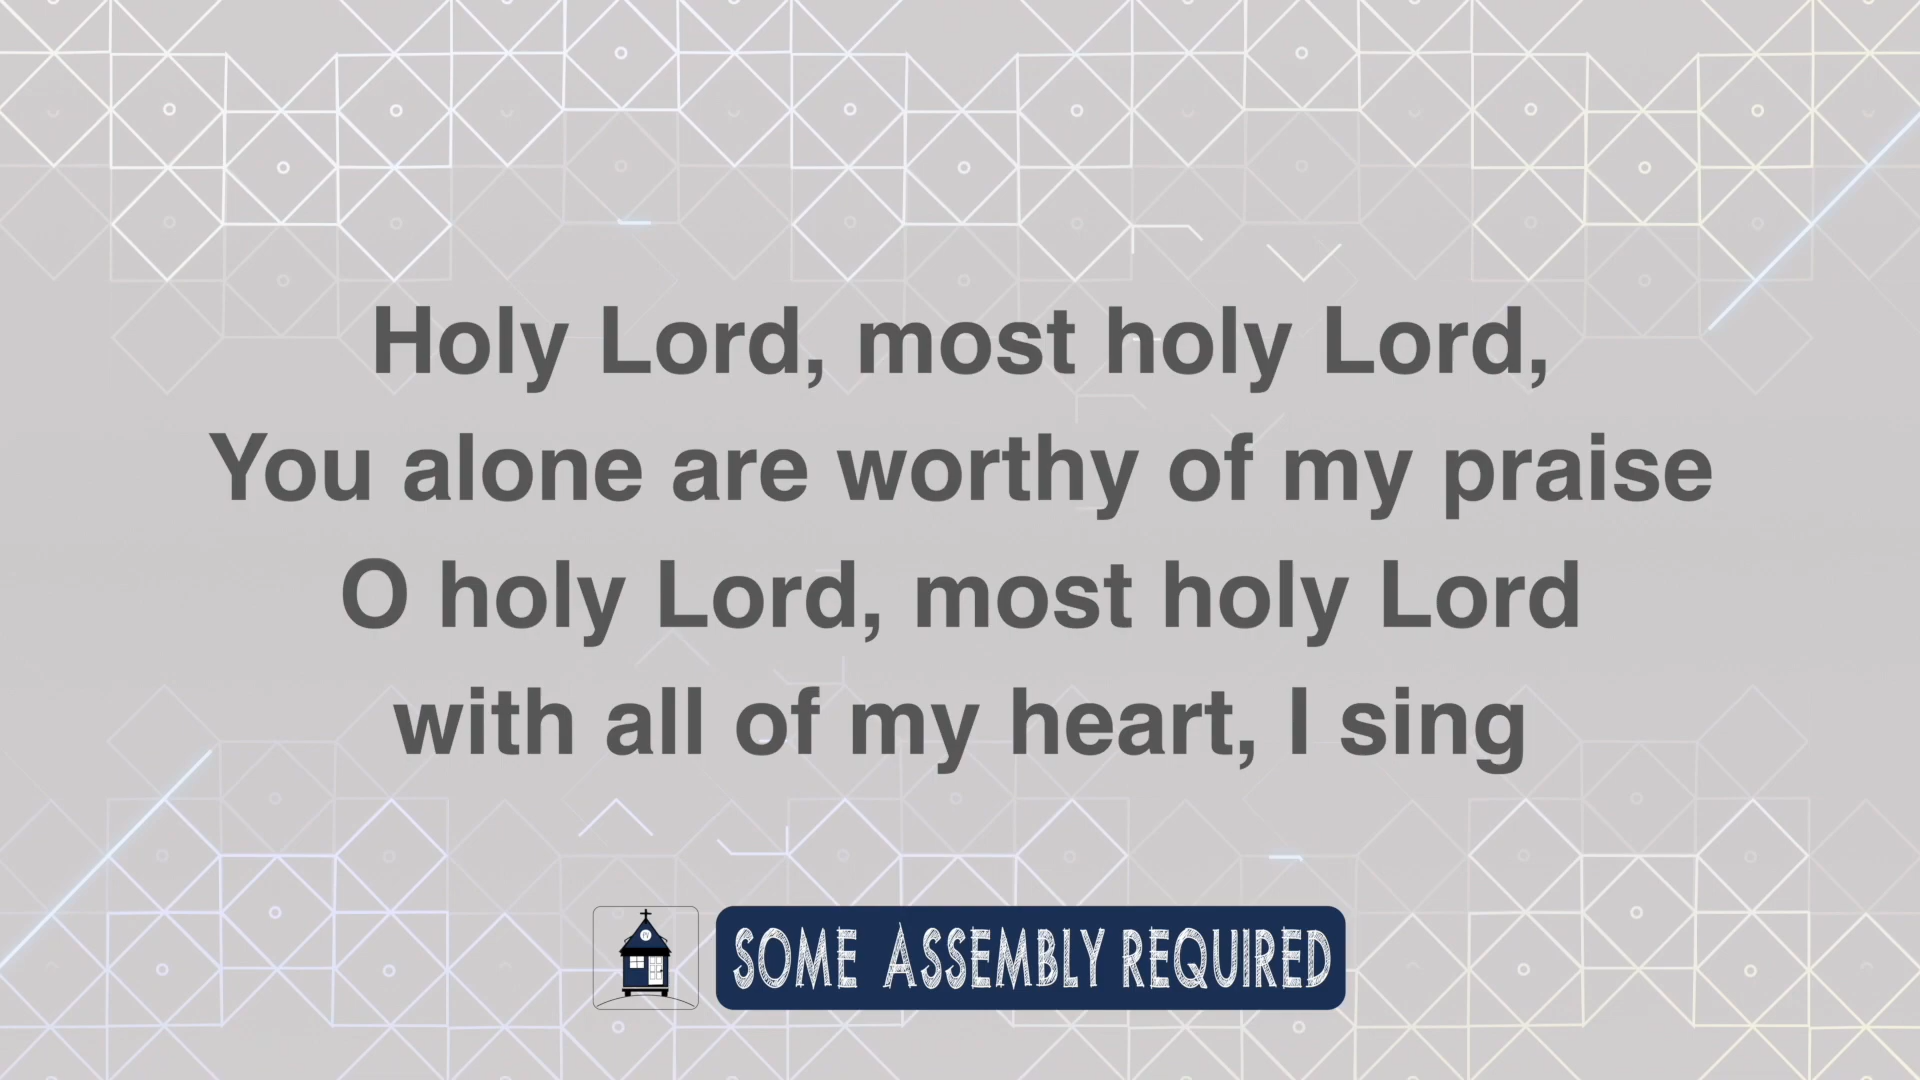 Holy Lord, most holy Lord,
You alone are worthy of my praise
O holy Lord, most holy Lord
with all of my heart, I sing
SOME ASSEMBLY REQUIRED